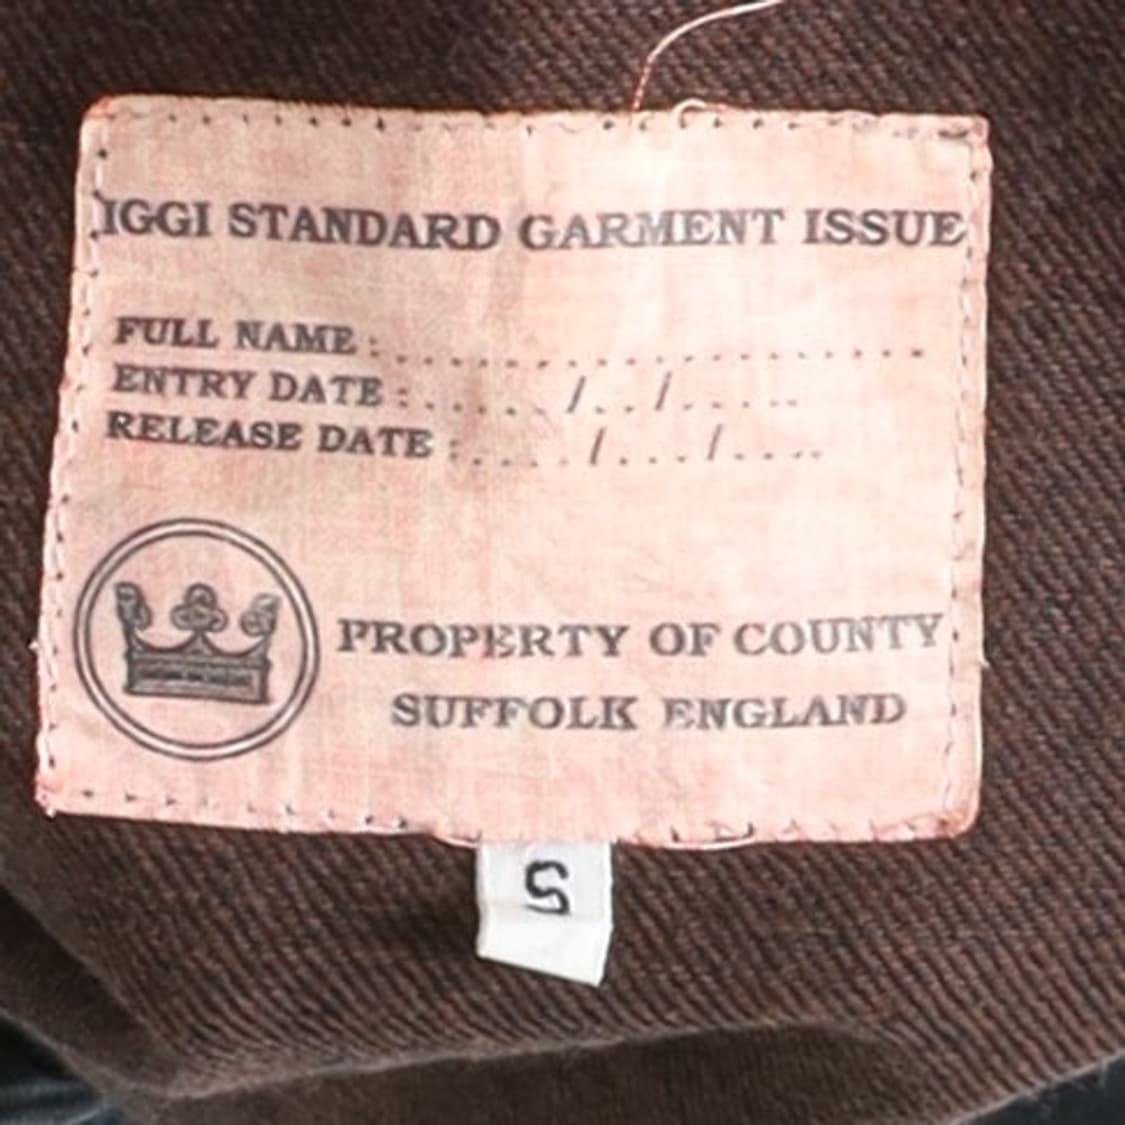 IGGI STANDARD GARMENT ISSUE
FULL NAME : ........................
ENTRY DATE : ....../../......
RELEASE DATE : ...../..../.....
PROPERTY OF COUNTY
SUFFOLK ENGLAND
S